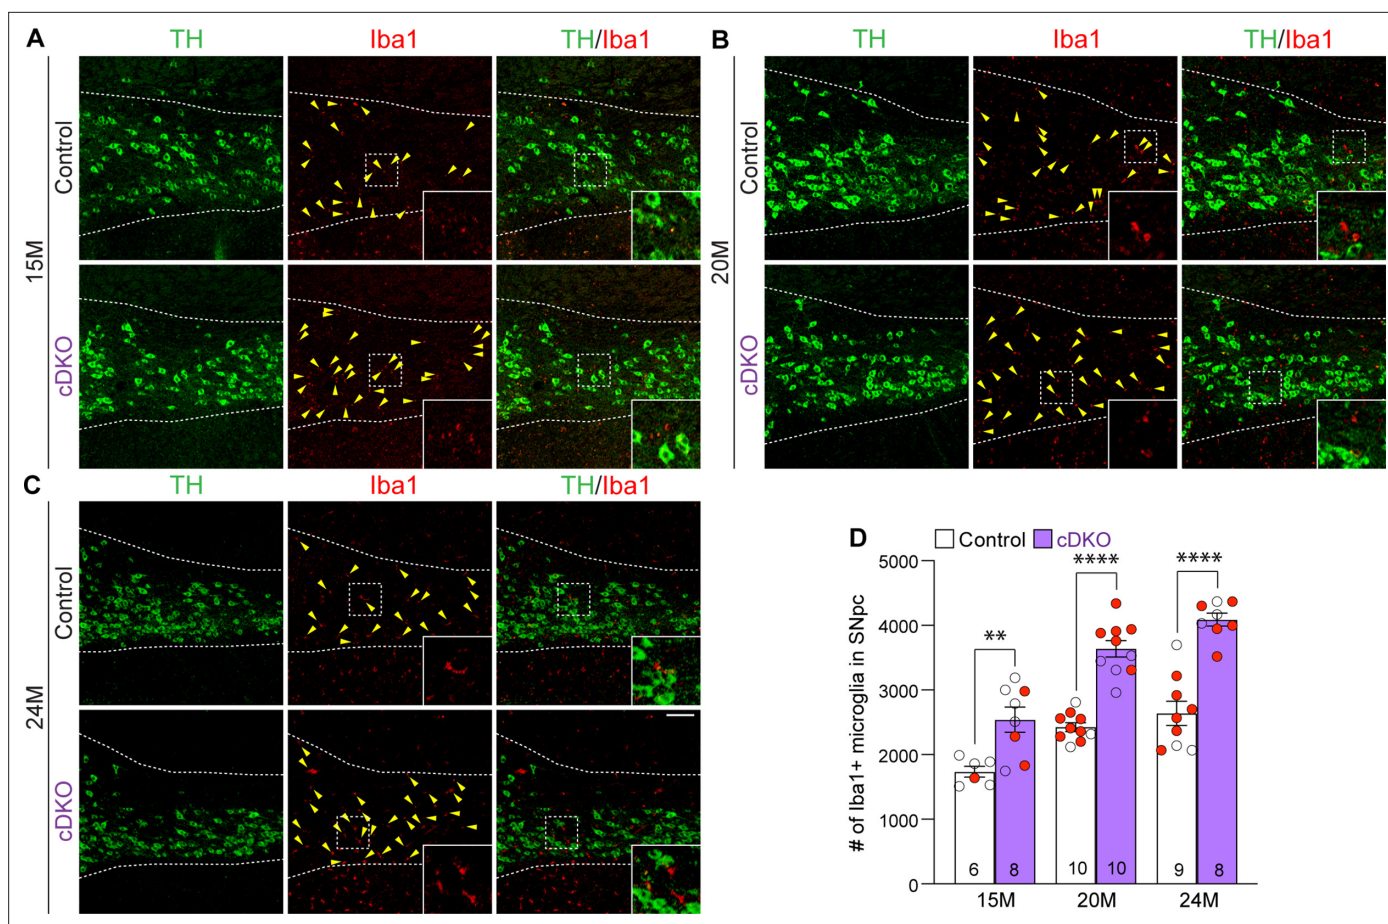 A
TH
Iba1
TH/Iba1
15M
Control
cDKO
B
TH
Iba1
TH/Iba1
20M
Control
cDKO
C
TH
Iba1
TH/Iba1
24M
Control
cDKO
D
Control
cDKO
# of Iba1+ microglia in SNpc
5000
4000
3000
2000
1000
0
**
****
****
6
8
10
10
9
8
15M
20M
24M